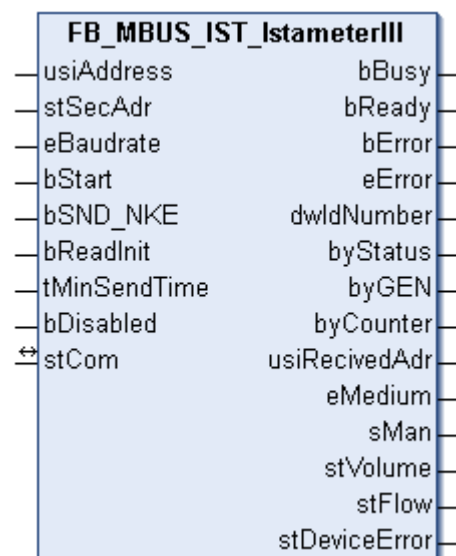 FB_MBUS_IST_IstameterIII
usiAddress bBusy
stSecAdr bReady
eBaudrate bError
bStart eError
bSND_NKE dwIdNumber
bReadInit byStatus
tMinSendTime byGEN
bDisabled byCounter
stCom usiRecivedAdr
eMedium
sMan
stVolume
stFlow
stDeviceError